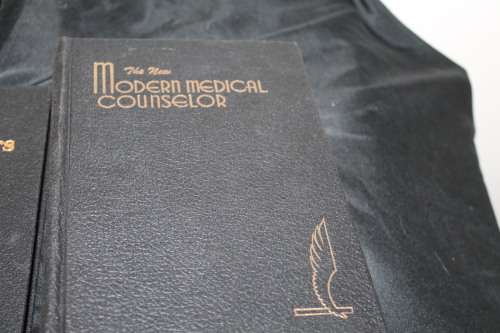 The New
MODERN MEDICAL
COUNSELOR